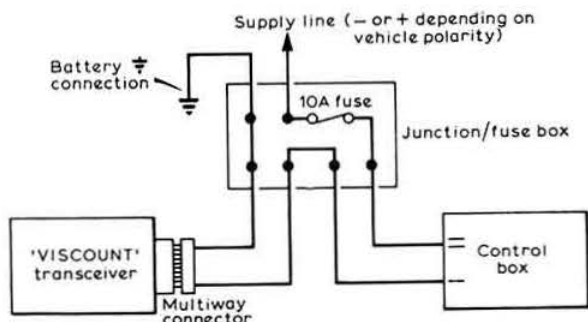 Supply line (– or + depending on
vehicle polarity)
Battery ⏚
connection
10A fuse
Junction/fuse box
'VISCOUNT'
transceiver
Multiway
connector
Control
box